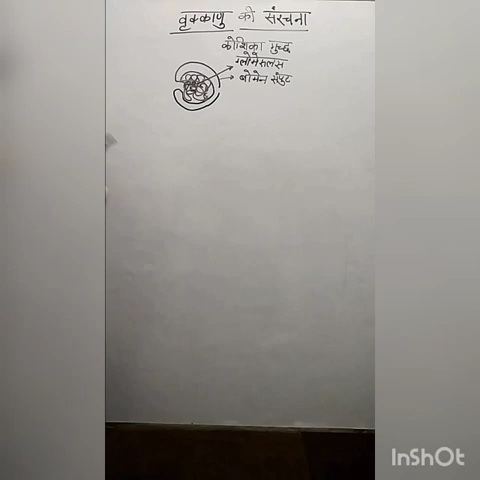 वृक्काणु की संरचना
कोशिका गुच्छ
ग्लोमेरुलस
बोमेन संपुट
InShOt